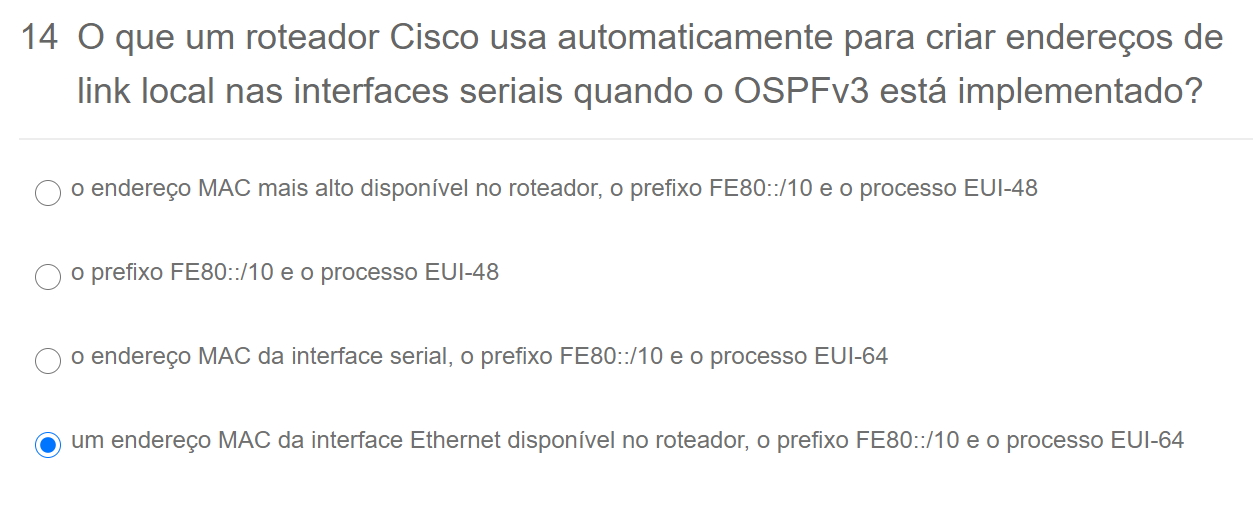 14 O que um roteador Cisco usa automaticamente para criar endereços de
link local nas interfaces seriais quando o OSPFv3 está implementado?
o endereço MAC mais alto disponível no roteador, o prefixo FE80::/10 e o processo EUI-48
o prefixo FE80::/10 e o processo EUI-48
o endereço MAC da interface serial, o prefixo FE80::/10 e o processo EUI-64
um endereço MAC da interface Ethernet disponível no roteador, o prefixo FE80::/10 e o processo EUI-64